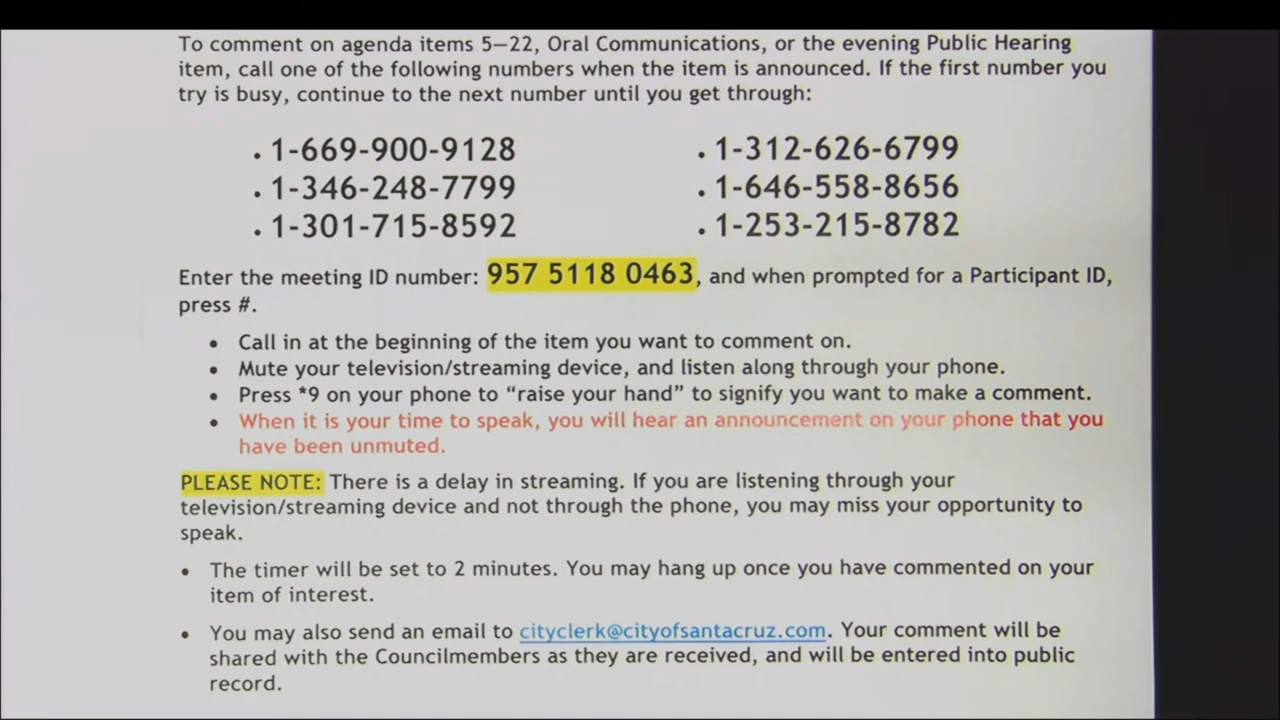 To comment on agenda items 5—22, Oral Communications, or the evening Public Hearing
item, call one of the following numbers when the item is announced. If the first number you
try is busy, continue to the next number until you get through:
• 1-669-900-9128 • 1-312-626-6799
• 1-346-248-7799 • 1-646-558-8656
• 1-301-715-8592 • 1-253-215-8782
Enter the meeting ID number: 957 5118 0463, and when prompted for a Participant ID,
press #.
• Call in at the beginning of the item you want to comment on.
• Mute your television/streaming device, and listen along through your phone.
• Press *9 on your phone to “raise your hand” to signify you want to make a comment.
• When it is your time to speak, you will hear an announcement on your phone that you
have been unmuted.
PLEASE NOTE: There is a delay in streaming. If you are listening through your
television/streaming device and not through the phone, you may miss your opportunity to
speak.
• The timer will be set to 2 minutes. You may hang up once you have commented on your
item of interest.
• You may also send an email to cityclerk@cityofsantacruz.com. Your comment will be
shared with the Councilmembers as they are received, and will be entered into public
record.